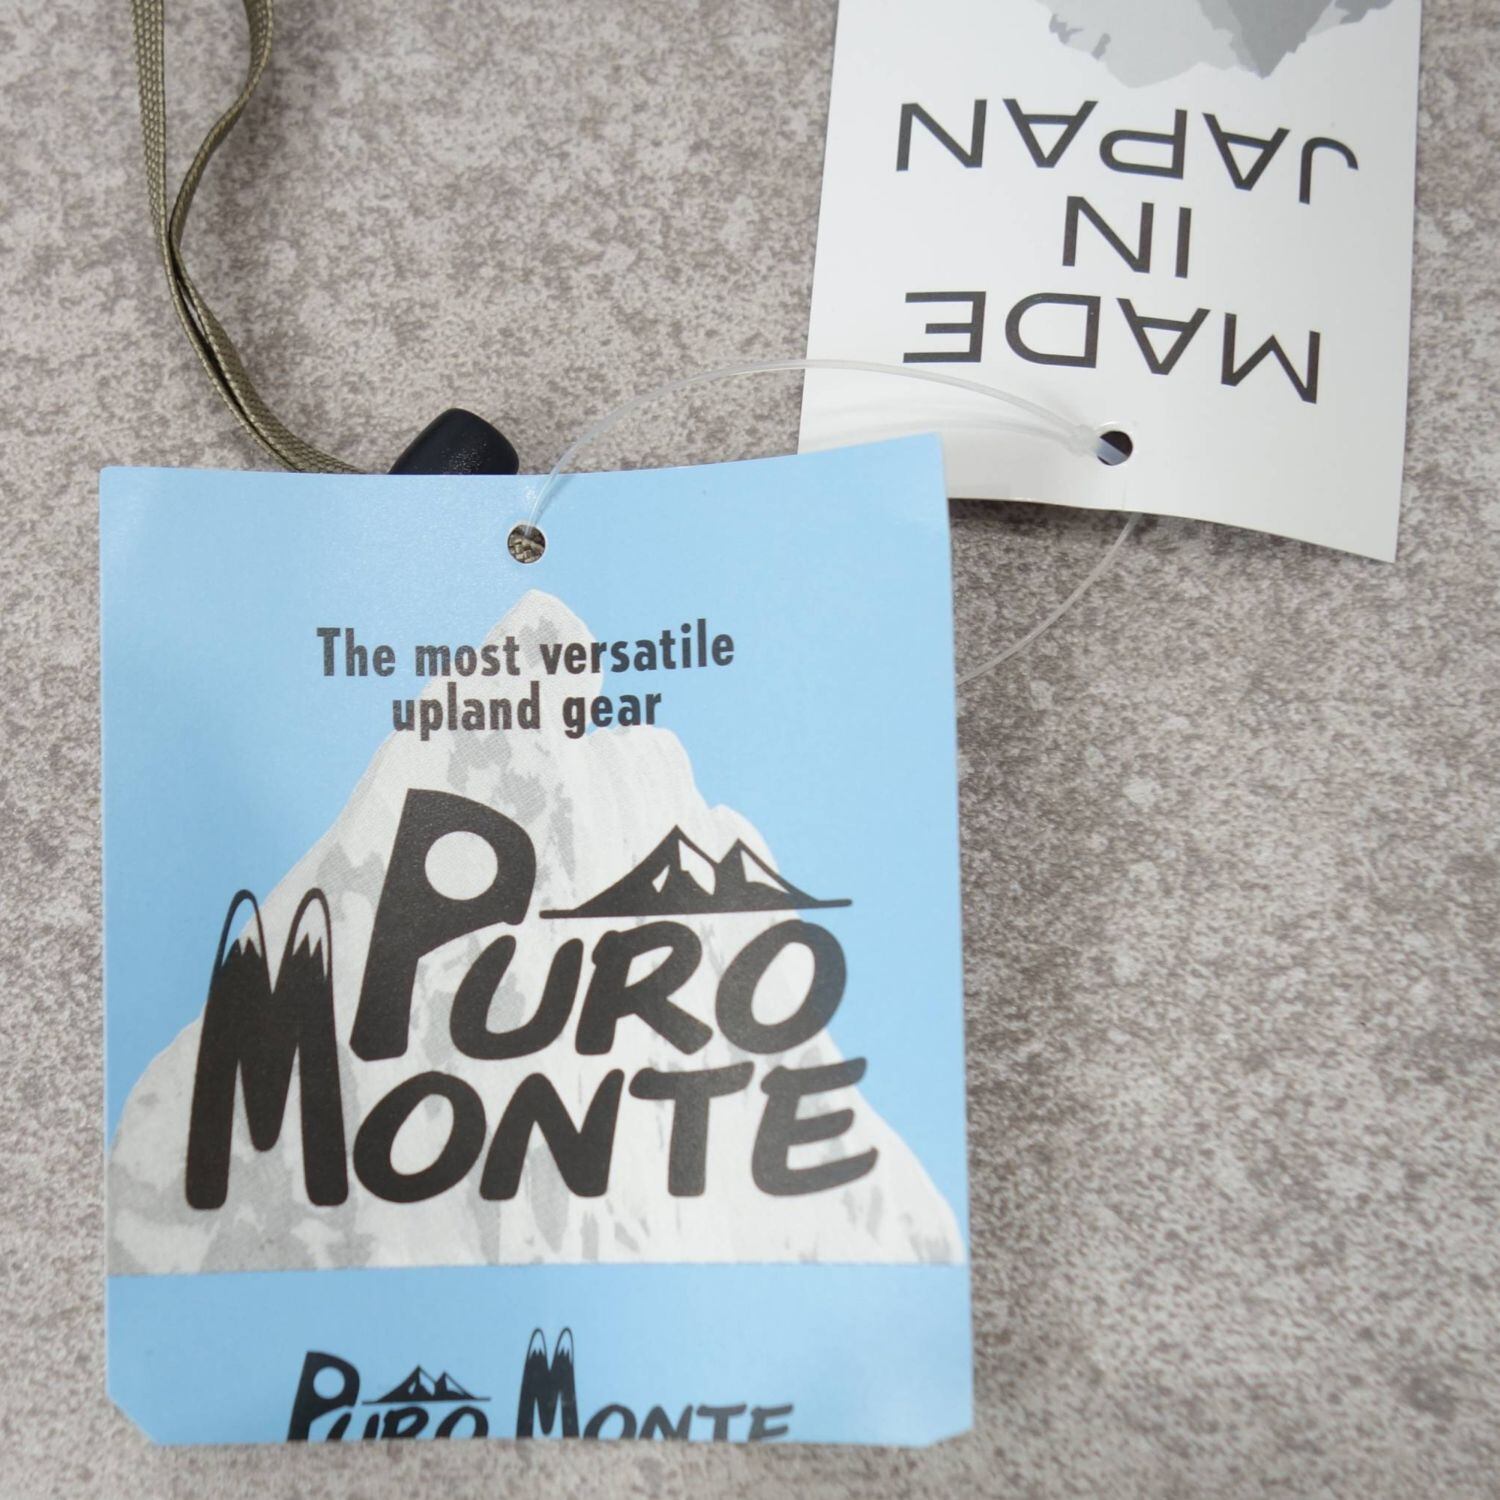 MADE
IN
JAPAN
The most versatile
upland gear
PURO
MONTE
PURO MONTE